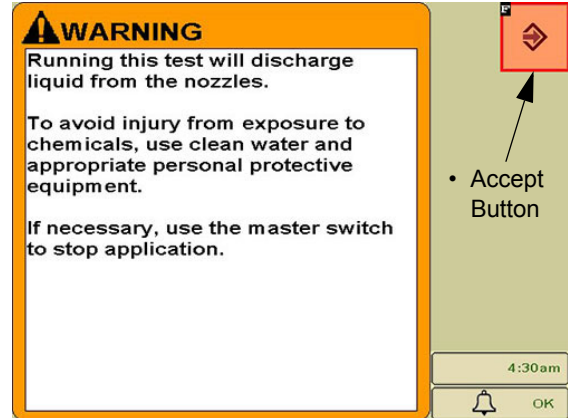 WARNING
Running this test will discharge
liquid from the nozzles.
To avoid injury from exposure to
chemicals, use clean water and
appropriate personal protective
equipment.
If necessary, use the master switch
to stop application.
F
• Accept
Button
4:30am
OK